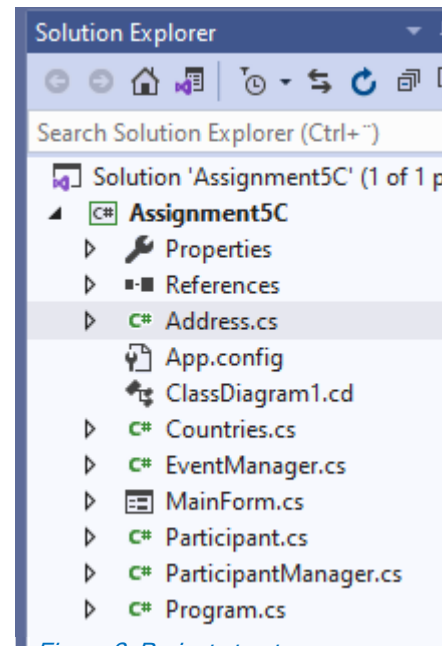 Solution Explorer
Search Solution Explorer (Ctrl+¨)
Solution 'Assignment5C' (1 of 1 p
C# Assignment5C
Properties
References
C# Address.cs
App.config
ClassDiagram1.cd
C# Countries.cs
C# EventManager.cs
MainForm.cs
C# Participant.cs
C# ParticipantManager.cs
C# Program.cs